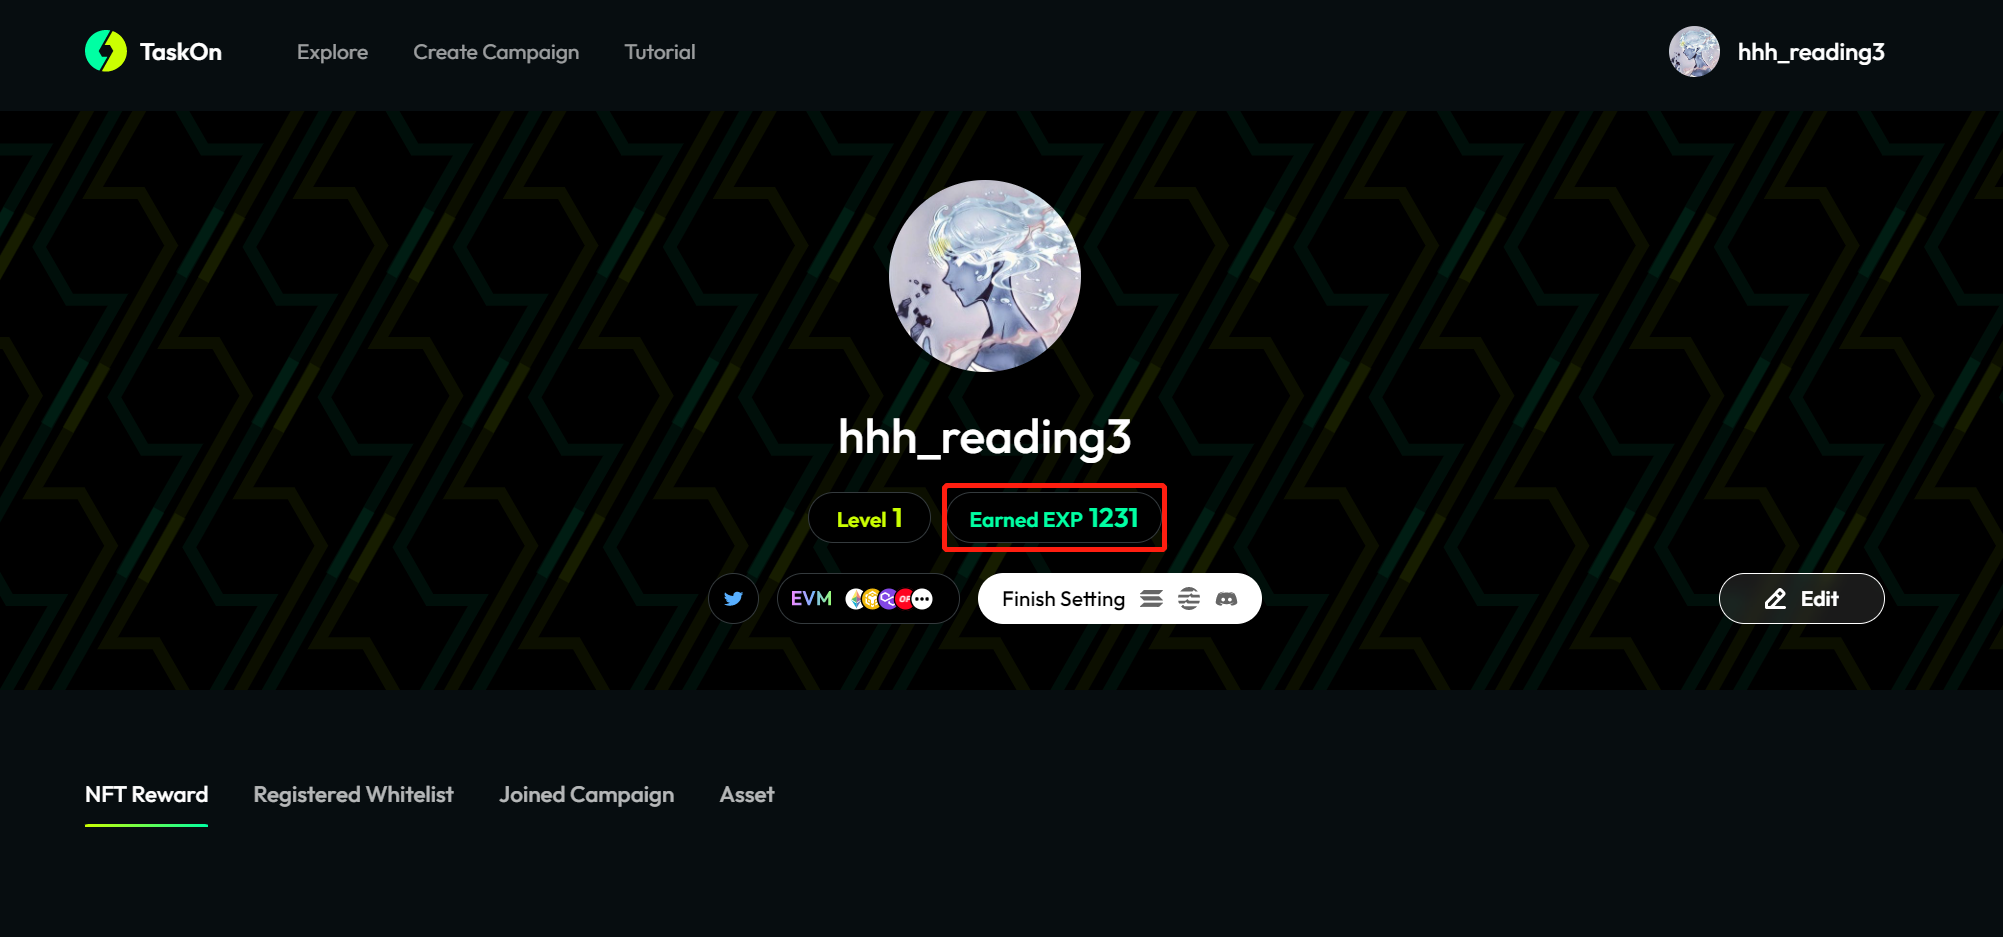 TaskOn
Explore
Create Campaign
Tutorial
hhh_reading3
hhh_reading3
Level 1
Earned EXP 1231
EVM
OP
Finish Setting
Edit
NFT Reward
Registered Whitelist
Joined Campaign
Asset